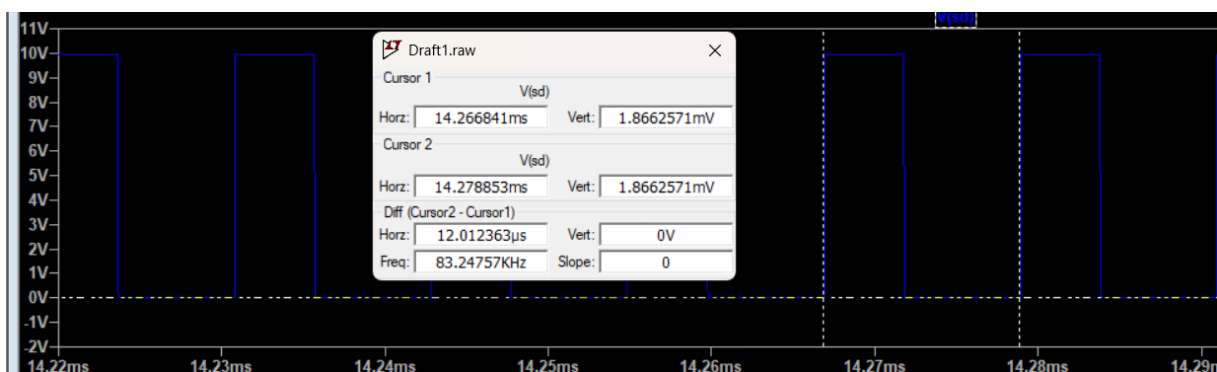 V(sd)
11V
10V
9V
8V
7V
6V
5V
4V
3V
2V
1V
0V
-1V
-2V
14.22ms 14.23ms 14.24ms 14.25ms 14.26ms 14.27ms 14.28ms 14.29m
Draft1.raw
Cursor 1
V(sd)
Horz: 14.266841ms Vert: 1.8662571mV
Cursor 2
V(sd)
Horz: 14.278853ms Vert: 1.8662571mV
Diff (Cursor2 - Cursor1)
Horz: 12.012363µs Vert: 0V
Freq: 83.24757KHz Slope: 0